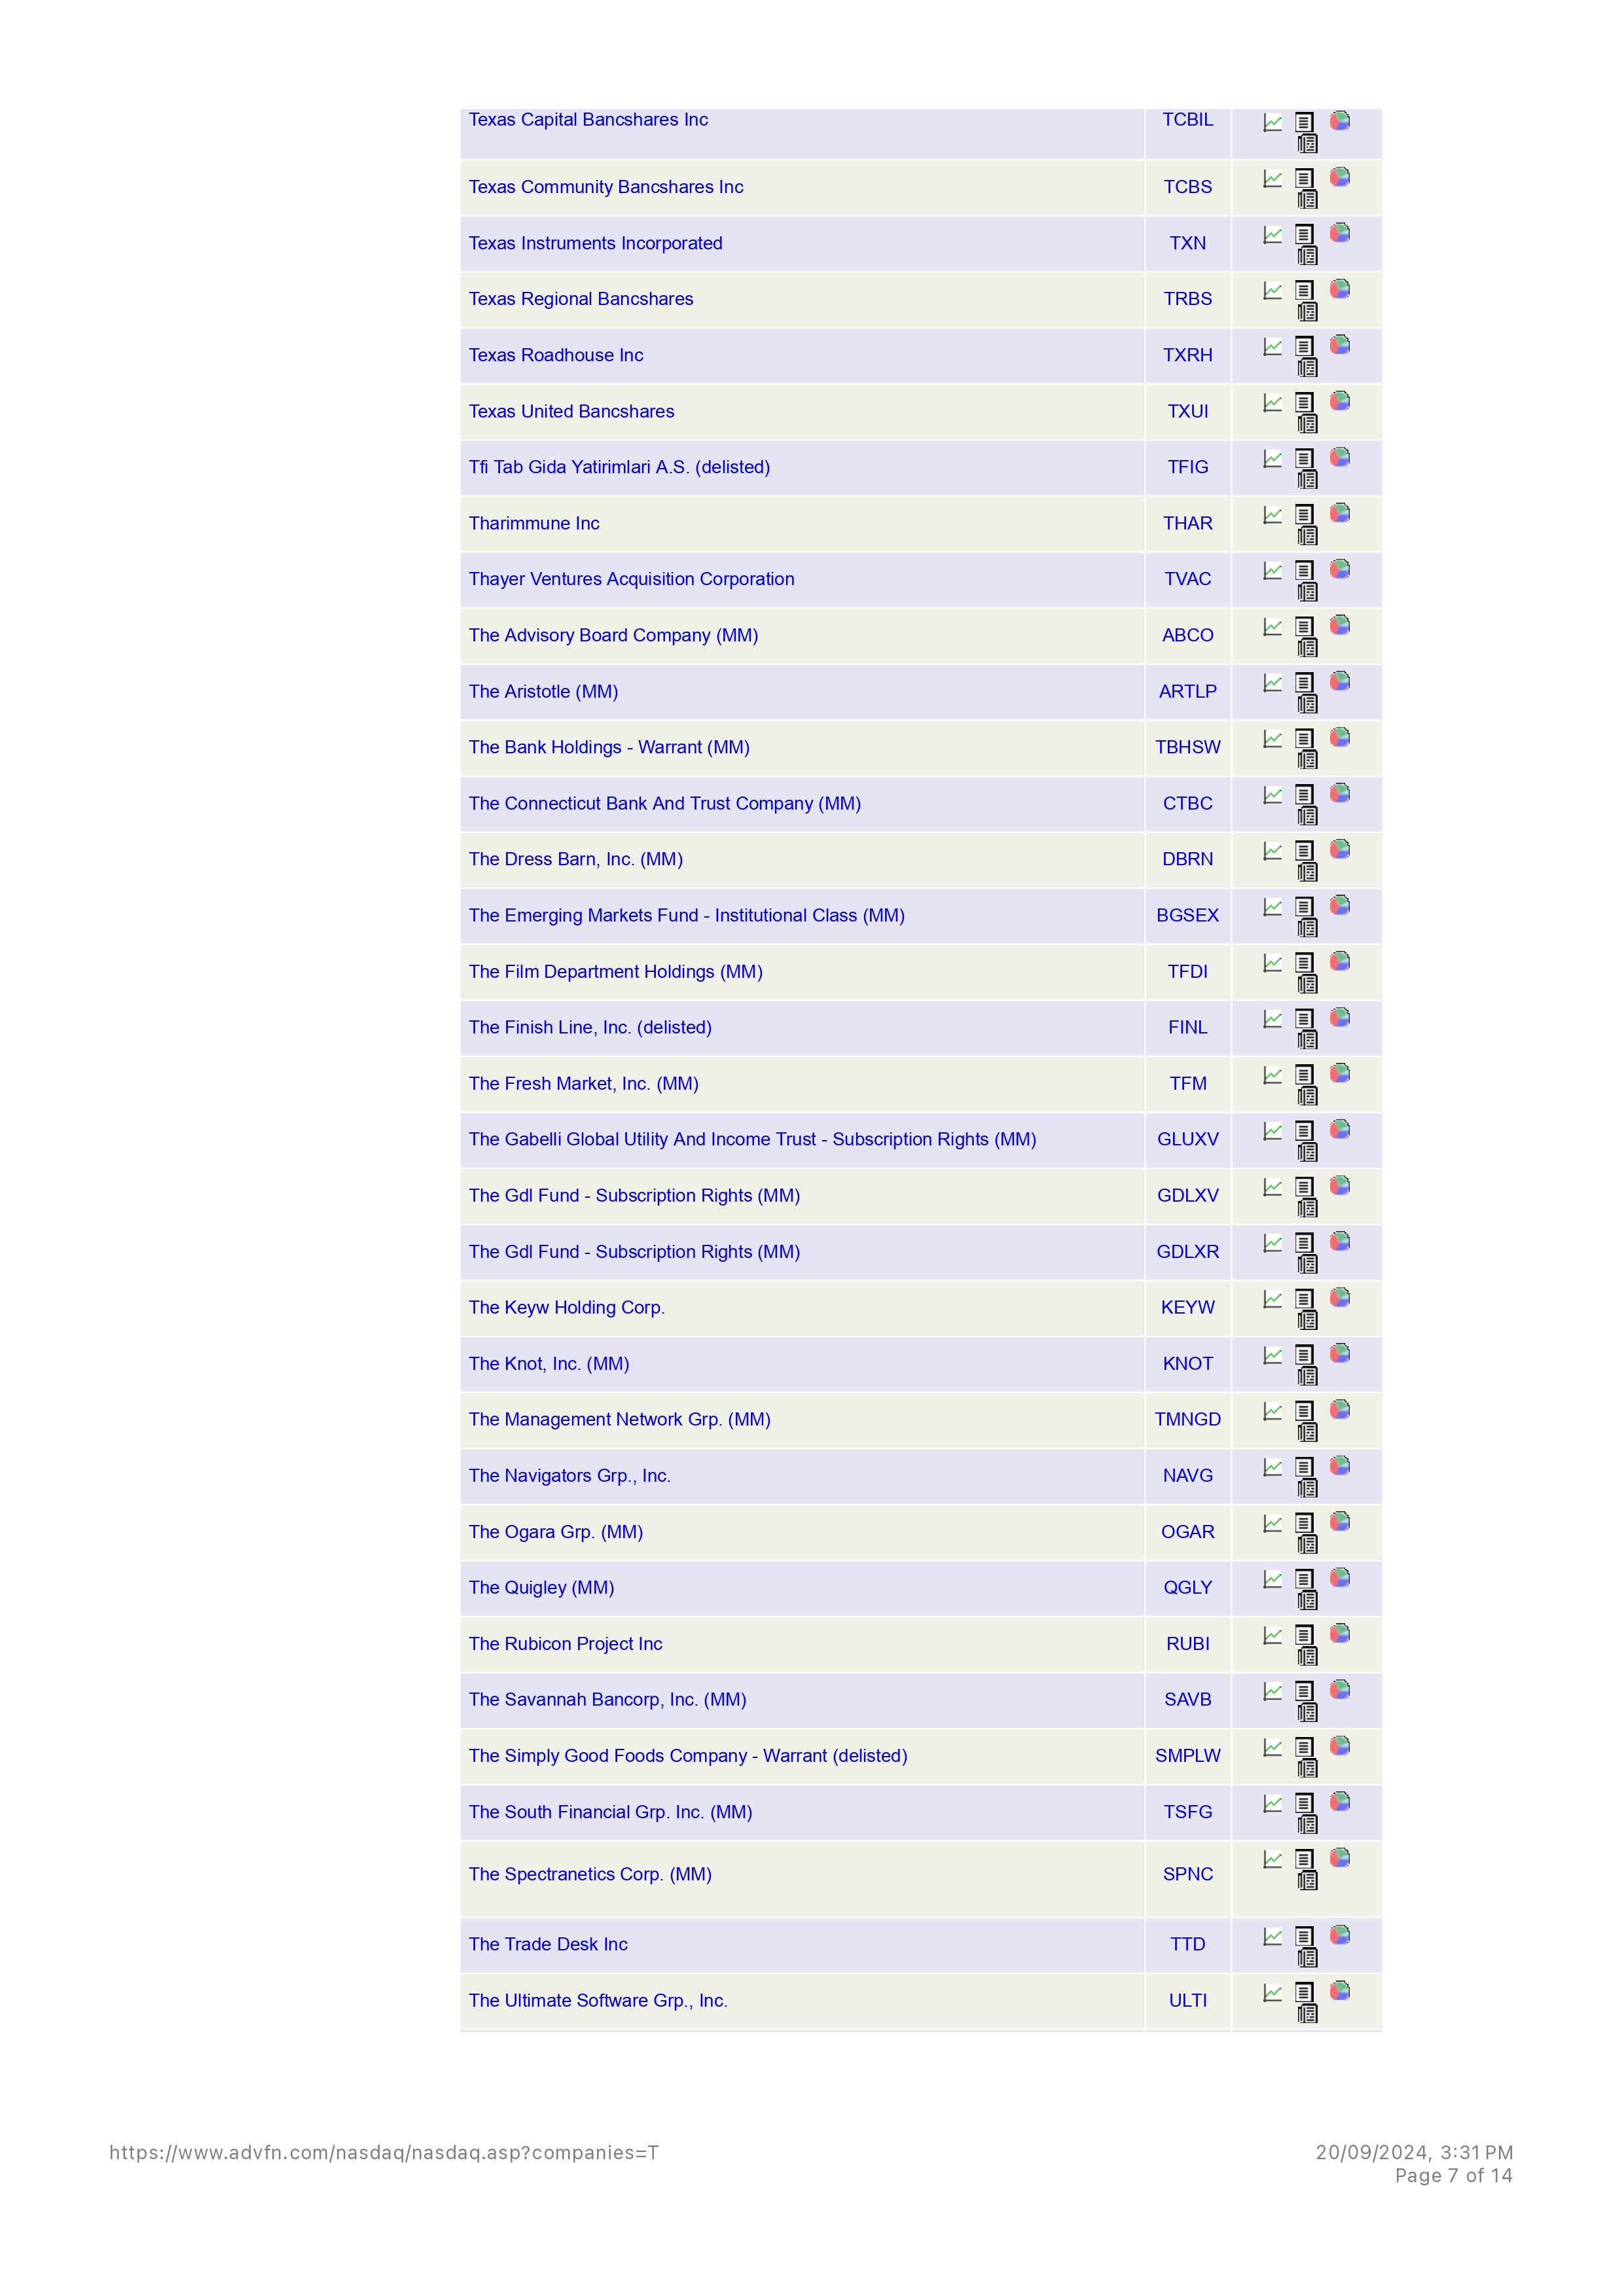 Texas Capital Bancshares Inc TCBIL
Texas Community Bancshares Inc TCBS
Texas Instruments Incorporated TXN
Texas Regional Bancshares TRBS
Texas Roadhouse Inc TXRH
Texas United Bancshares TXUI
Tfi Tab Gida Yatirimlari A.S. (delisted) TFIG
Tharimmune Inc THAR
Thayer Ventures Acquisition Corporation TVAC
The Advisory Board Company (MM) ABCO
The Aristotle (MM) ARTLP
The Bank Holdings - Warrant (MM) TBHSW
The Connecticut Bank And Trust Company (MM) CTBC
The Dress Barn, Inc. (MM) DBRN
The Emerging Markets Fund - Institutional Class (MM) BGSEX
The Film Department Holdings (MM) TFDI
The Finish Line, Inc. (delisted) FINL
The Fresh Market, Inc. (MM) TFM
The Gabelli Global Utility And Income Trust - Subscription Rights (MM) GLUXV
The Gdl Fund - Subscription Rights (MM) GDLXV
The Gdl Fund - Subscription Rights (MM) GDLXR
The Keyw Holding Corp. KEYW
The Knot, Inc. (MM) KNOT
The Management Network Grp. (MM) TMNGD
The Navigators Grp., Inc. NAVG
The Ogara Grp. (MM) OGAR
The Quigley (MM) QGLY
The Rubicon Project Inc RUBI
The Savannah Bancorp, Inc. (MM) SAVB
The Simply Good Foods Company - Warrant (delisted) SMPLW
The South Financial Grp. Inc. (MM) TSFG
The Spectranetics Corp. (MM) SPNC
The Trade Desk Inc TTD
The Ultimate Software Grp., Inc. ULTI
https://www.advfn.com/nasdaq/nasdaq.asp?companies=T 20/09/2024, 3:31 PM
Page 7 of 14